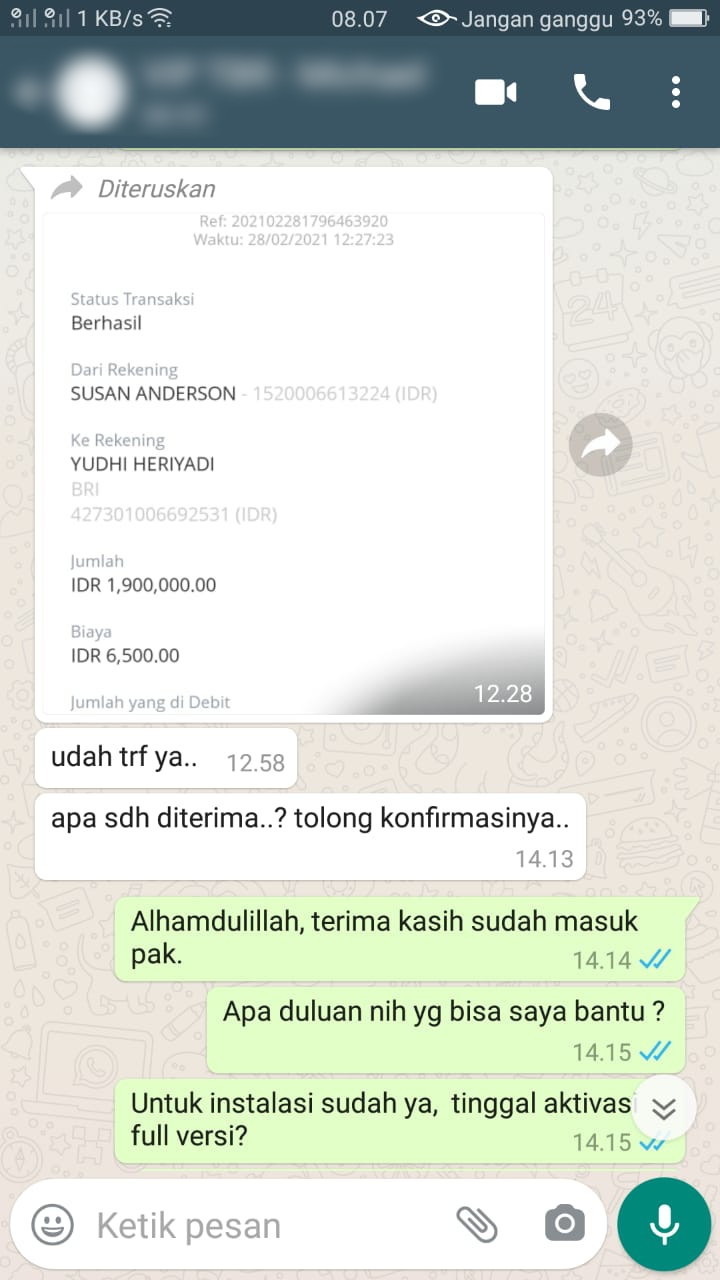 1 KB/s 08.07 Jangan ganggu 93%
Diteruskan
Ref: 202102281796463920
Waktu: 28/02/2021 12:27:23
Status Transaksi
Berhasil
Dari Rekening
SUSAN ANDERSON - 1520006613224 (IDR)
Ke Rekening
YUDHI HERIYADI
BRI
427301006692531 (IDR)
Jumlah
IDR 1,900,000.00
Biaya
IDR 6,500.00
Jumlah yang di Debit
12.28
udah trf ya.. 12.58
apa sdh diterima..? tolong konfirmasinya..
14.13
Alhamdulillah, terima kasih sudah masuk
pak. 14.14
Apa duluan nih yg bisa saya bantu ?
14.15
Untuk instalasi sudah ya, tinggal aktivasi
full versi? 14.15
Ketik pesan